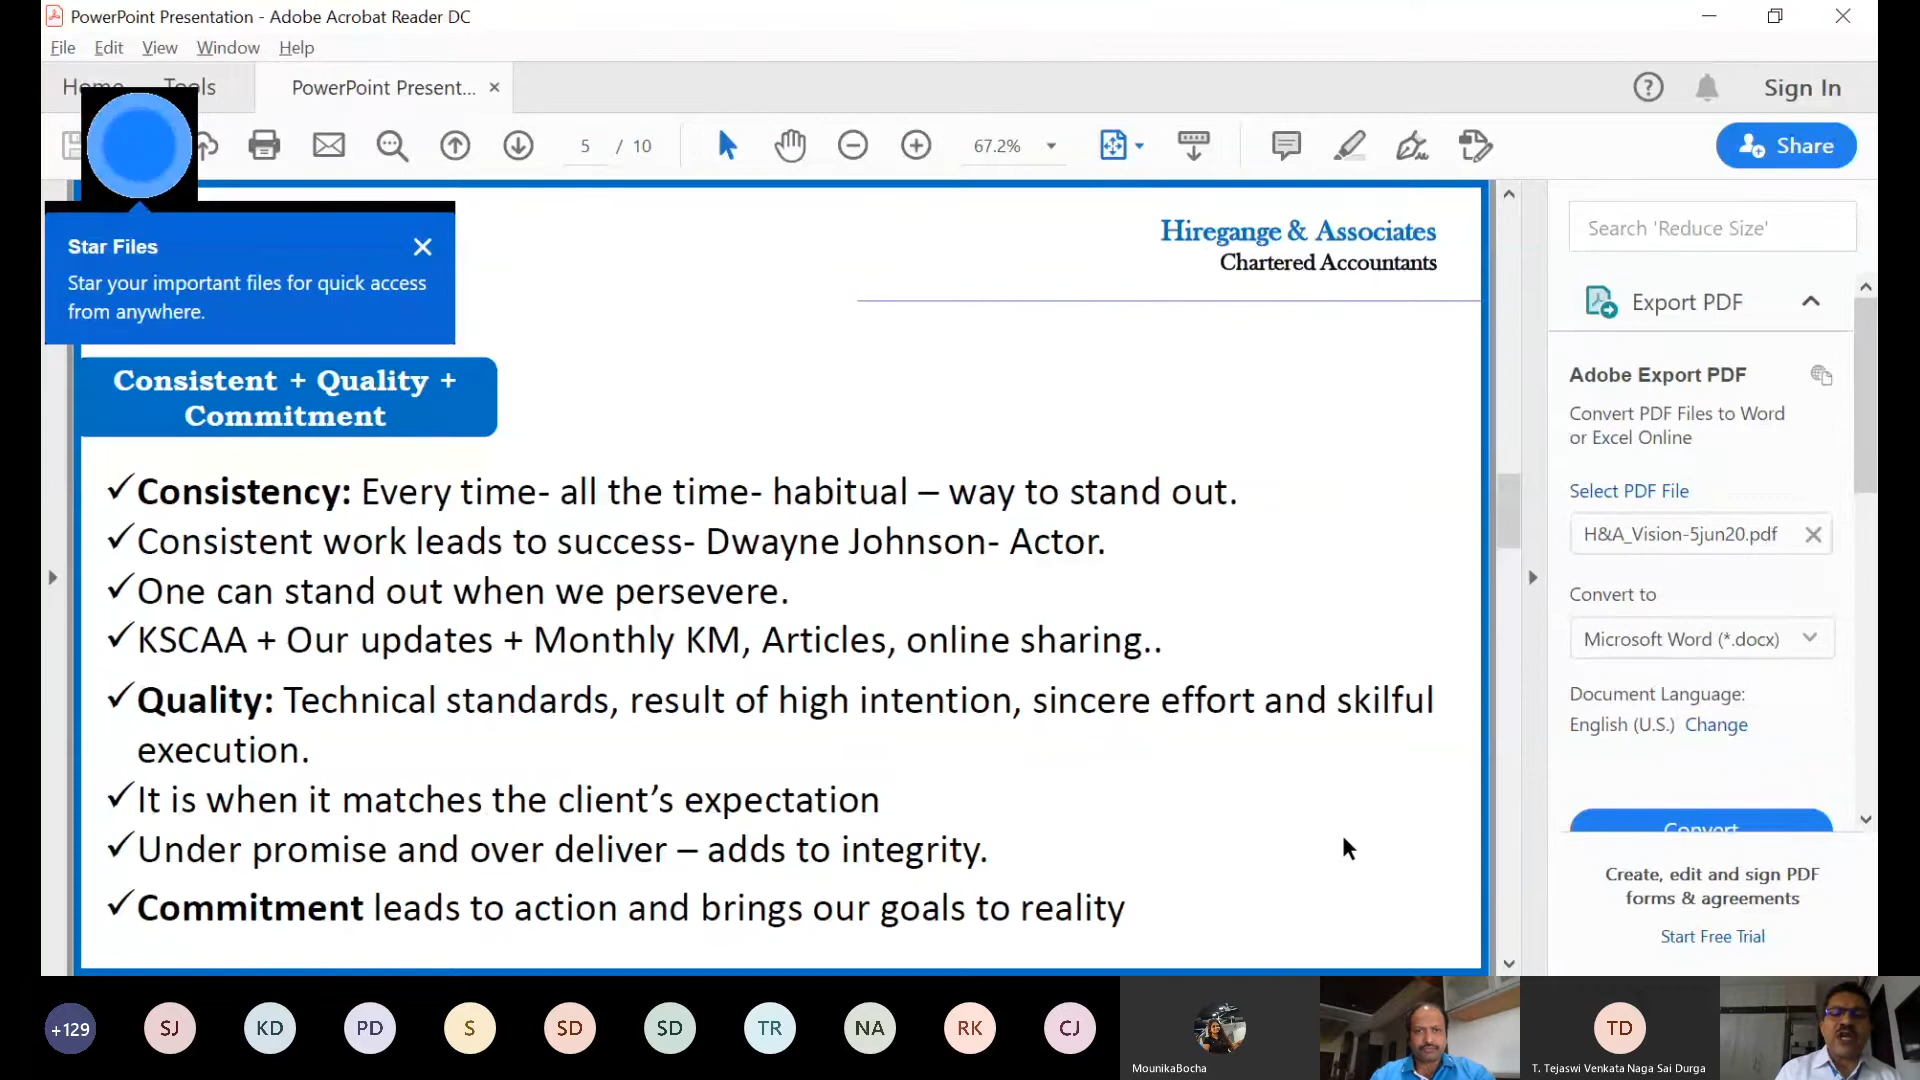 PowerPoint Presentation - Adobe Acrobat Reader DC
File Edit View Window Help
Home Tools PowerPoint Present...
Sign In
5 / 10
67.2%
Share
Star Files
Star your important files for quick access
from anywhere.
Hiregange & Associates
Chartered Accountants
Consistent + Quality +
Commitment
✓Consistency: Every time- all the time- habitual – way to stand out.
✓Consistent work leads to success- Dwayne Johnson- Actor.
✓One can stand out when we persevere.
✓KSCAA + Our updates + Monthly KM, Articles, online sharing..
✓Quality: Technical standards, result of high intention, sincere effort and skilful
execution.
✓It is when it matches the client’s expectation
✓Under promise and over deliver – adds to integrity.
✓Commitment leads to action and brings our goals to reality
Search 'Reduce Size'
Export PDF
Adobe Export PDF
Convert PDF Files to Word
or Excel Online
Select PDF File
H&A_Vision-5jun20.pdf
Convert to
Microsoft Word (*.docx)
Document Language:
English (U.S.) Change
Convert
Create, edit and sign PDF
forms & agreements
Start Free Trial
+129 SJ KD PD S SD SD TR NA RK CJ TD
MounikaBocha
T. Tejaswi Venkata Naga Sai Durga